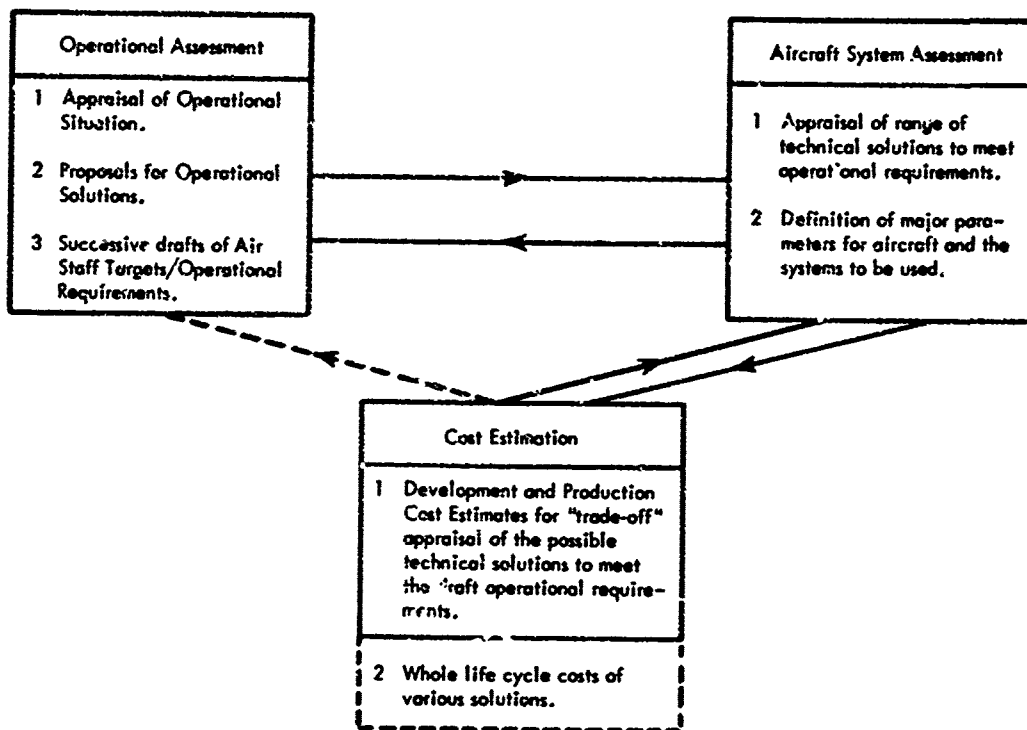 Operational Assessment
1 Appraisal of Operational
Situation.
2 Proposals for Operational
Solutions.
3 Successive drafts of Air
Staff Targets/Operational
Requirements.
Aircraft System Assessment
1 Appraisal of range of
technical solutions to meet
operational requirements.
2 Definition of major para-
meters for aircraft and the
systems to be used.
Cost Estimation
1 Development and Production
Cost Estimates for "trade-off"
appraisal of the possible
technical solutions to meet
the draft operational require-
ments.
2 Whole life cycle costs of
various solutions.